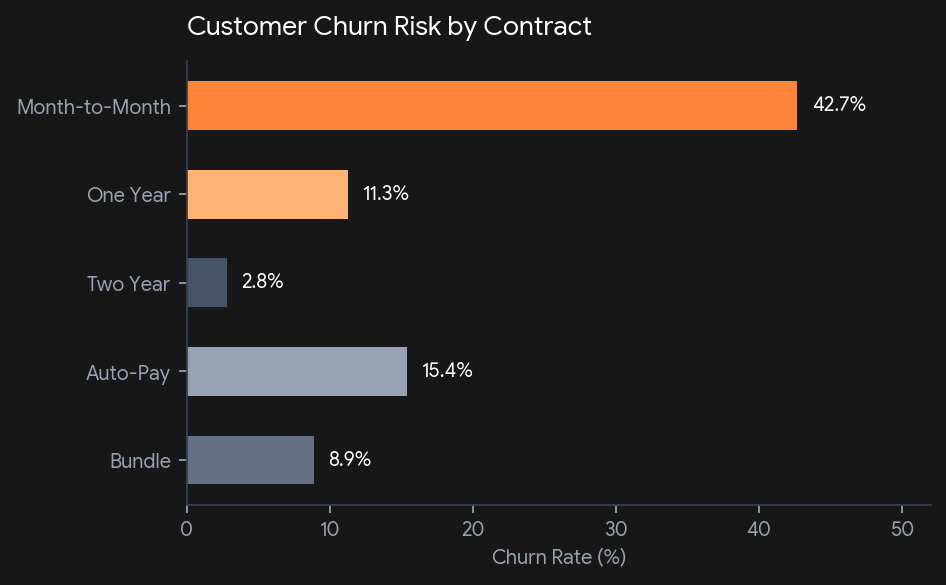 Customer Churn Risk by Contract
Month-to-Month 42.7%
One Year 11.3%
Two Year 2.8%
Auto-Pay 15.4%
Bundle 8.9%
0 10 20 30 40 50
Churn Rate (%)